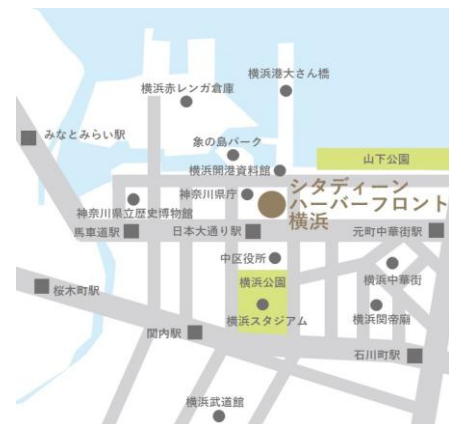 横浜港大さん橋
横浜赤レンガ倉庫
みなとみらい駅
象の鼻パーク
山下公園
横浜開港資料館
シタディーン
ハーバーフロント
横浜
神奈川県庁
神奈川県立歴史博物館
馬車道駅
日本大通り駅
元町中華街駅
中区役所
横浜中華街
横浜公園
桜木町駅
横浜スタジアム
横浜関帝廟
関内駅
石川町駅
横浜武道館